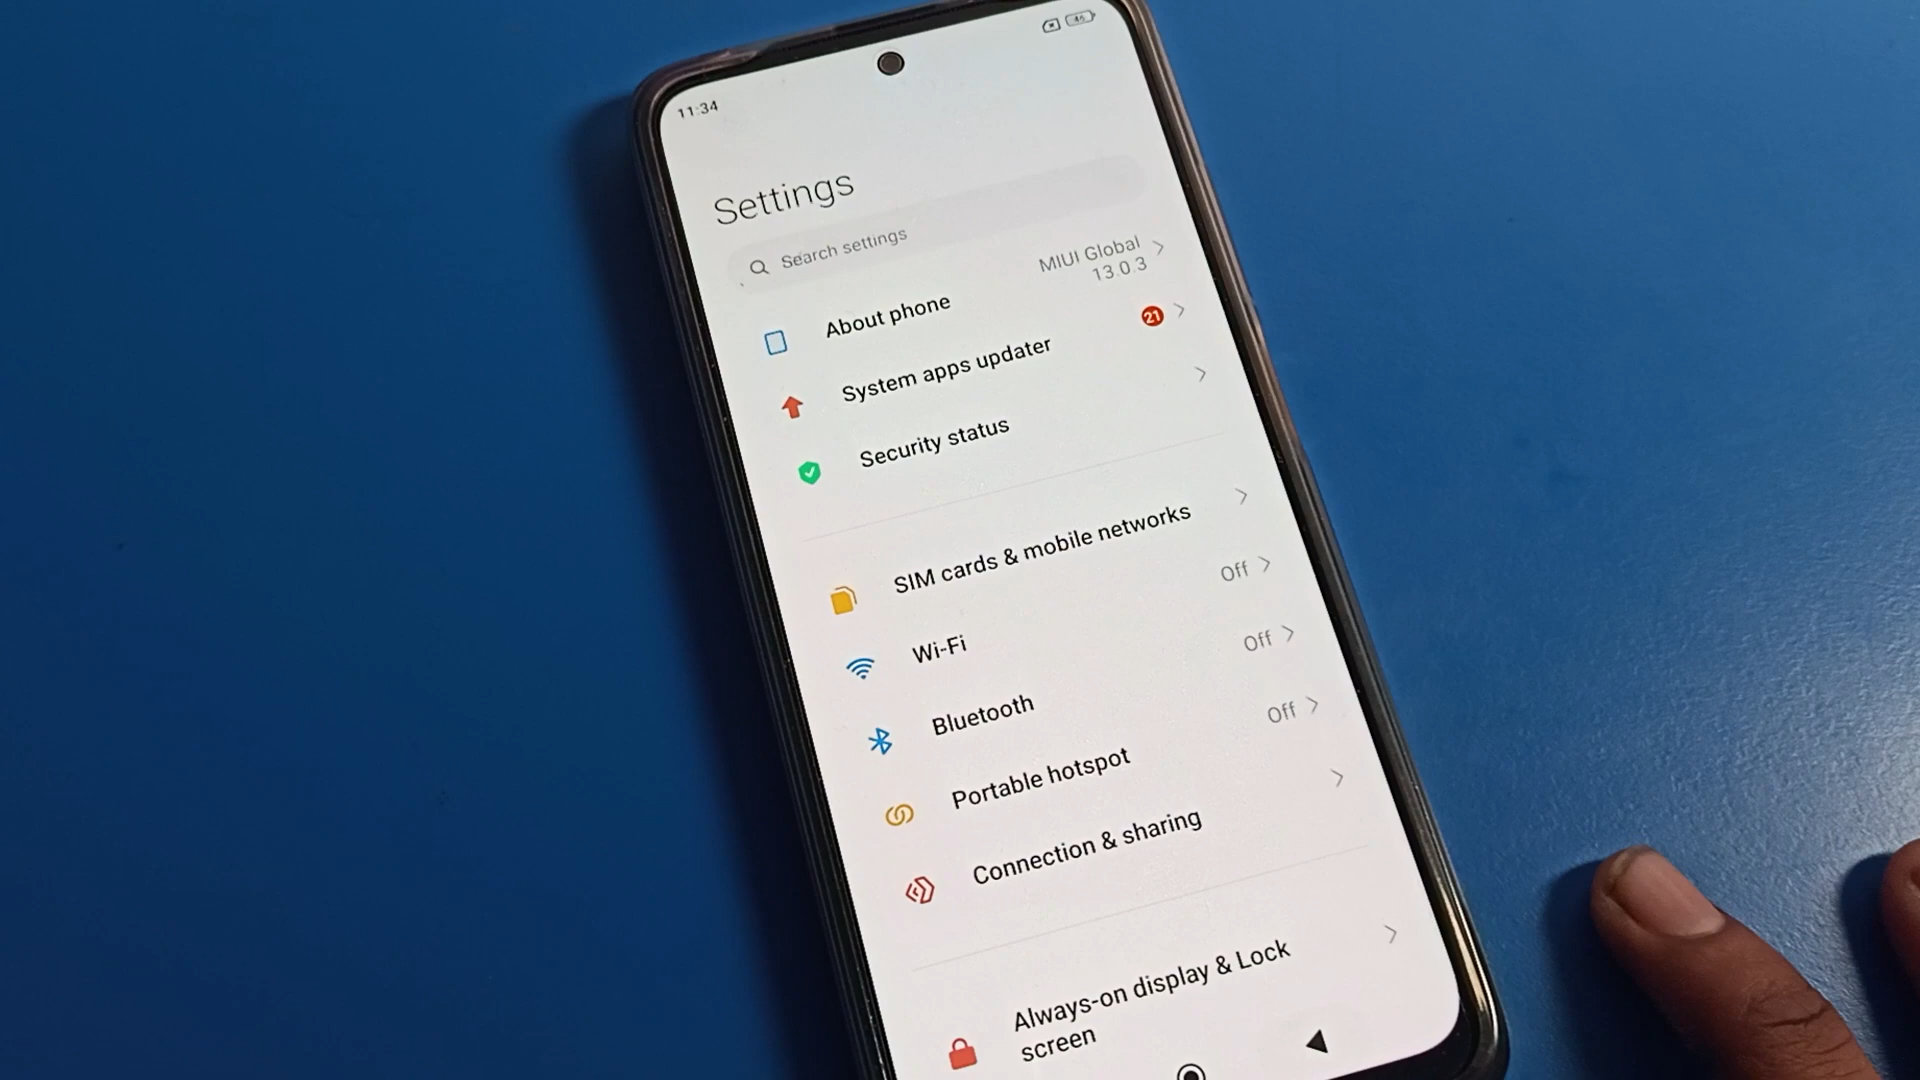 11:34
45
Settings
Search settings
About phone
MIUI Global
13.0.3
System apps updater
21
Security status
SIM cards & mobile networks
Wi-Fi
Off
Bluetooth
Off
Portable hotspot
Off
Connection & sharing
Always-on display & Lock
screen